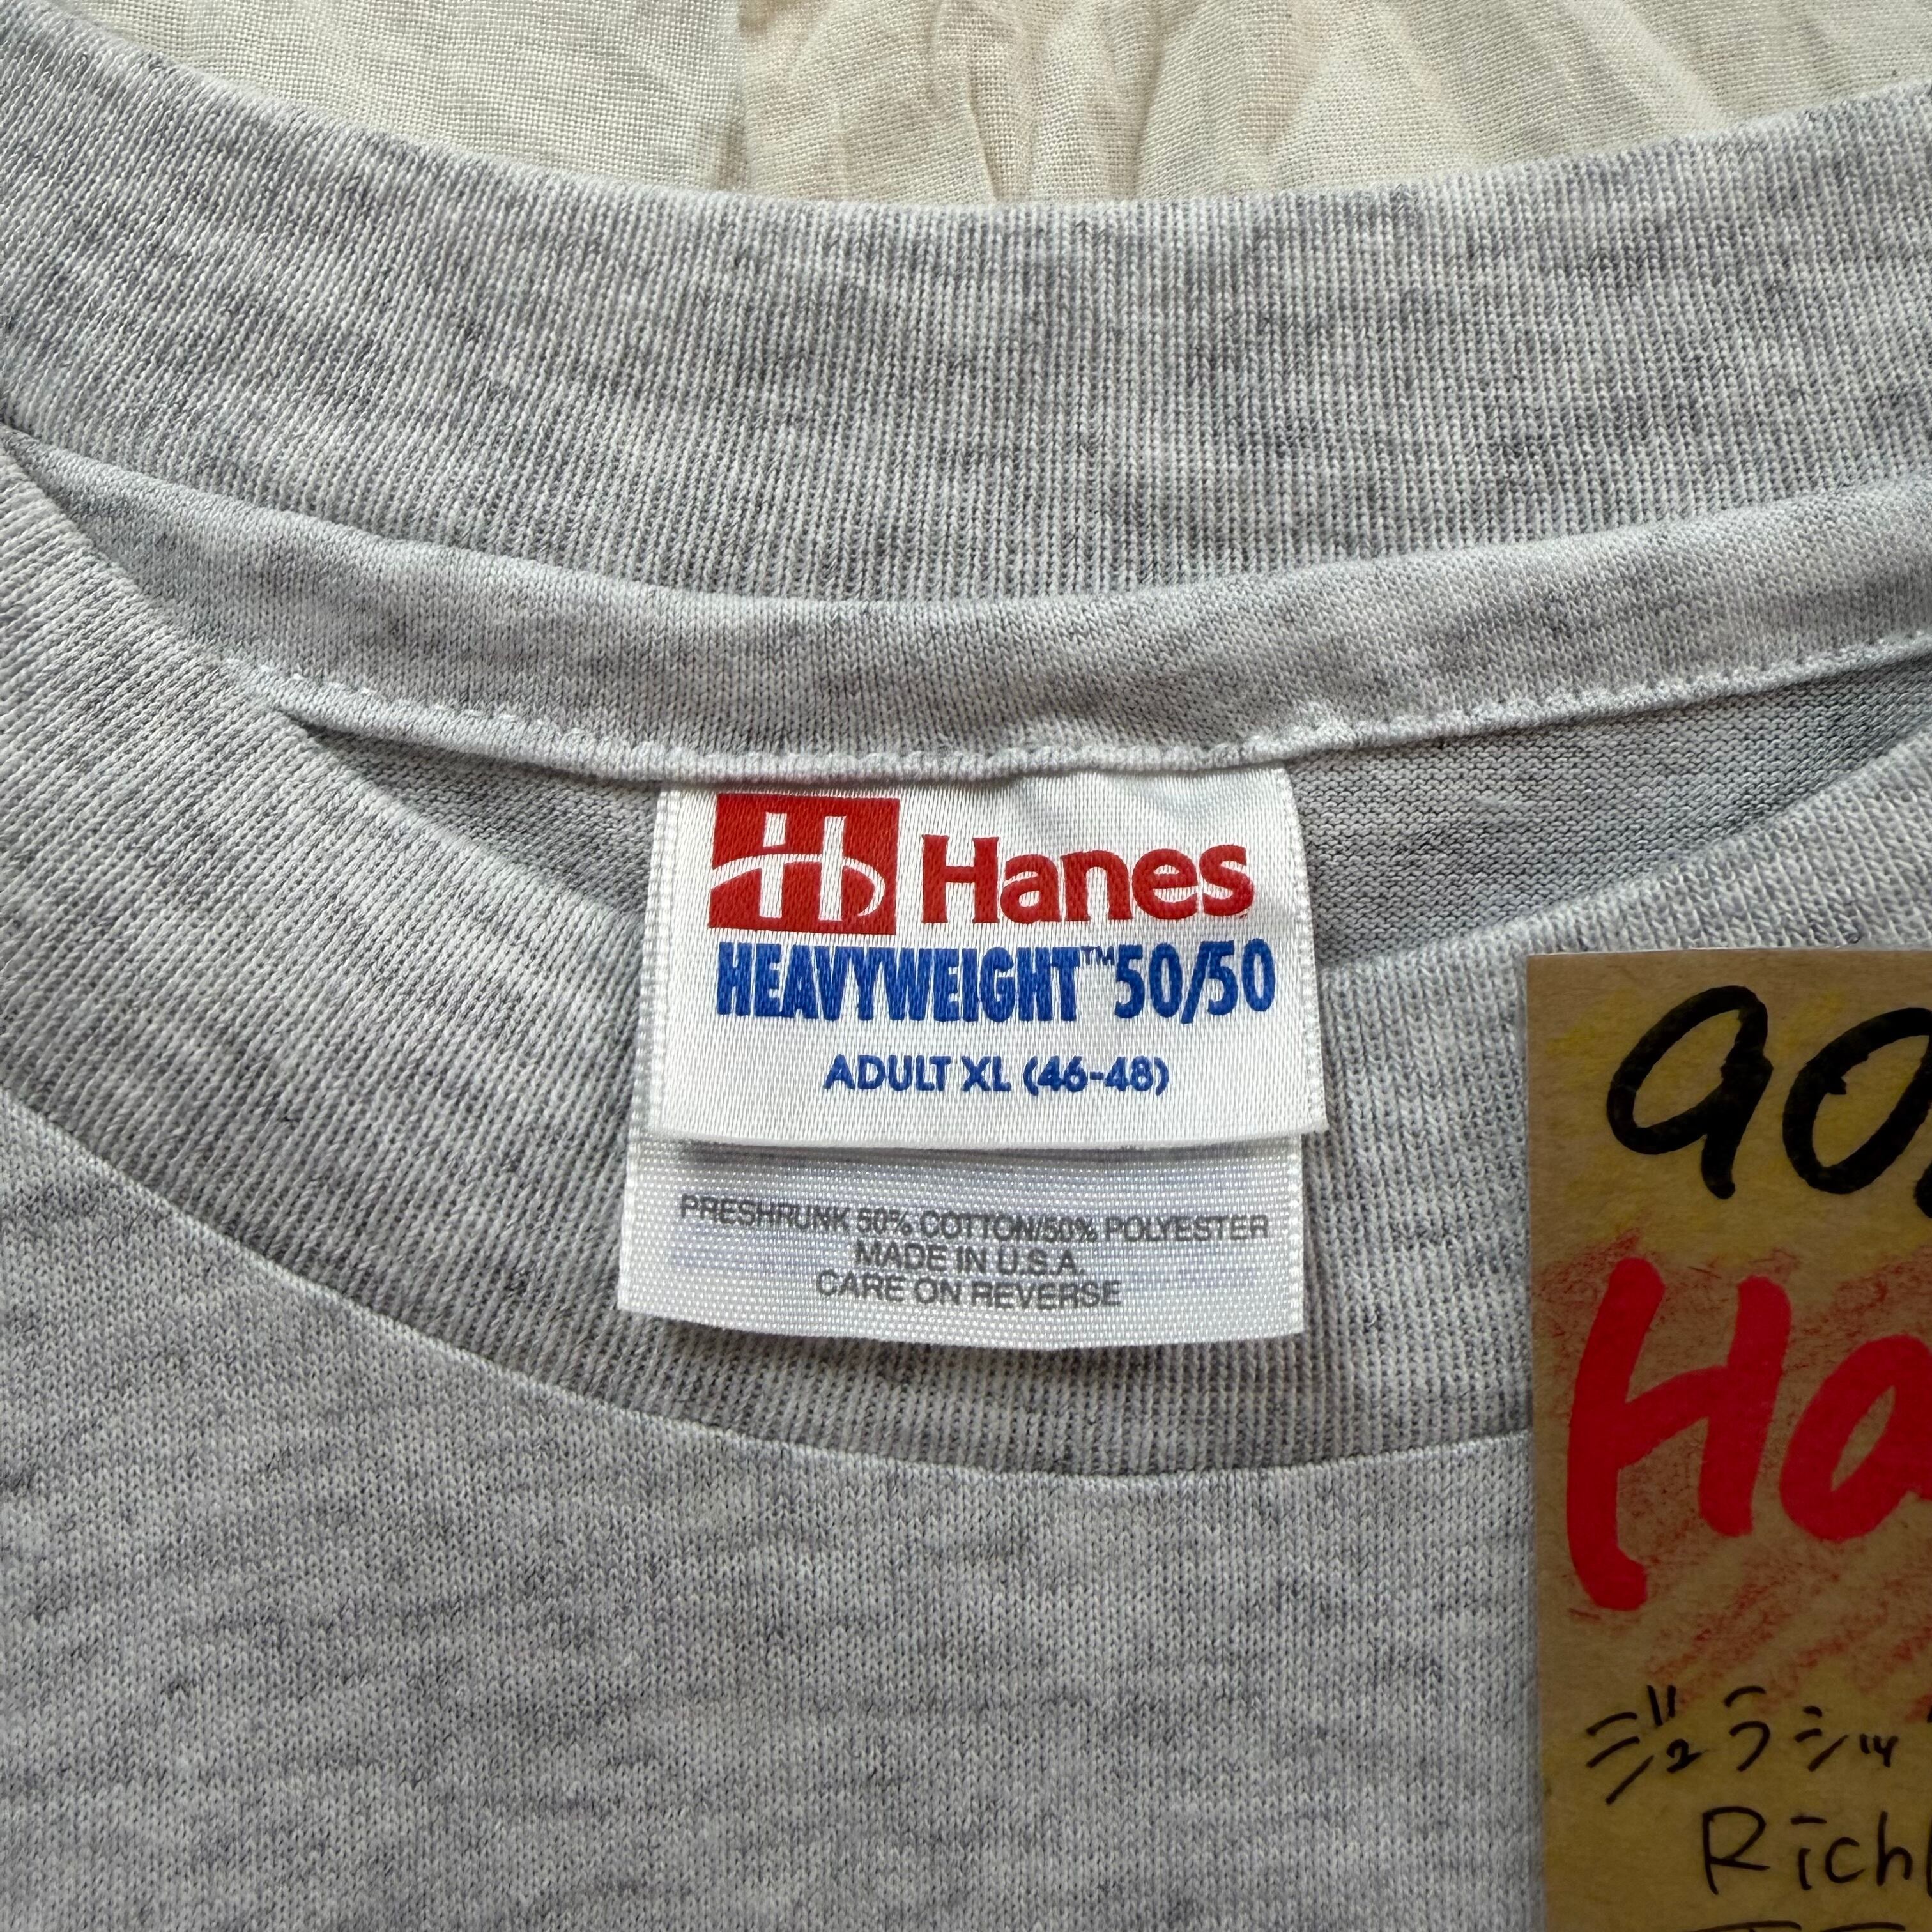 Hanes
HEAVYWEIGHT™50/50
ADULT XL (46-48)
PRESHRUNK 50% COTTON/50% POLYESTER
MADE IN U.S.A.
CARE ON REVERSE
90
Ha
ジュラシッ
Rich